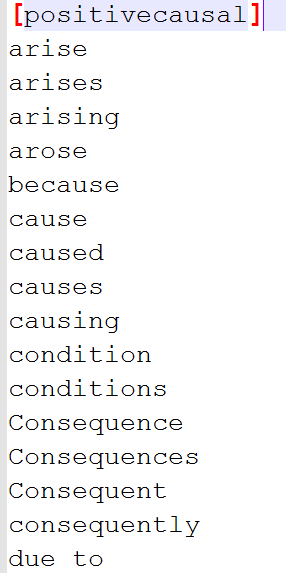 [positivecausal]
arise
arises
arising
arose
because
cause
caused
causes
causing
condition
conditions
Consequence
Consequences
Consequent
consequently
due to